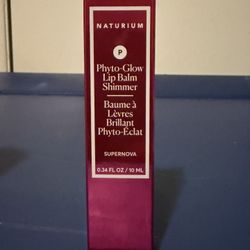 NATURIUM
P
Phyto-Glow
Lip Balm
Shimmer
Baume à
Lèvres
Brillant
Phyto-Éclat
SUPERNOVA
0.34 FL OZ / 10 ML